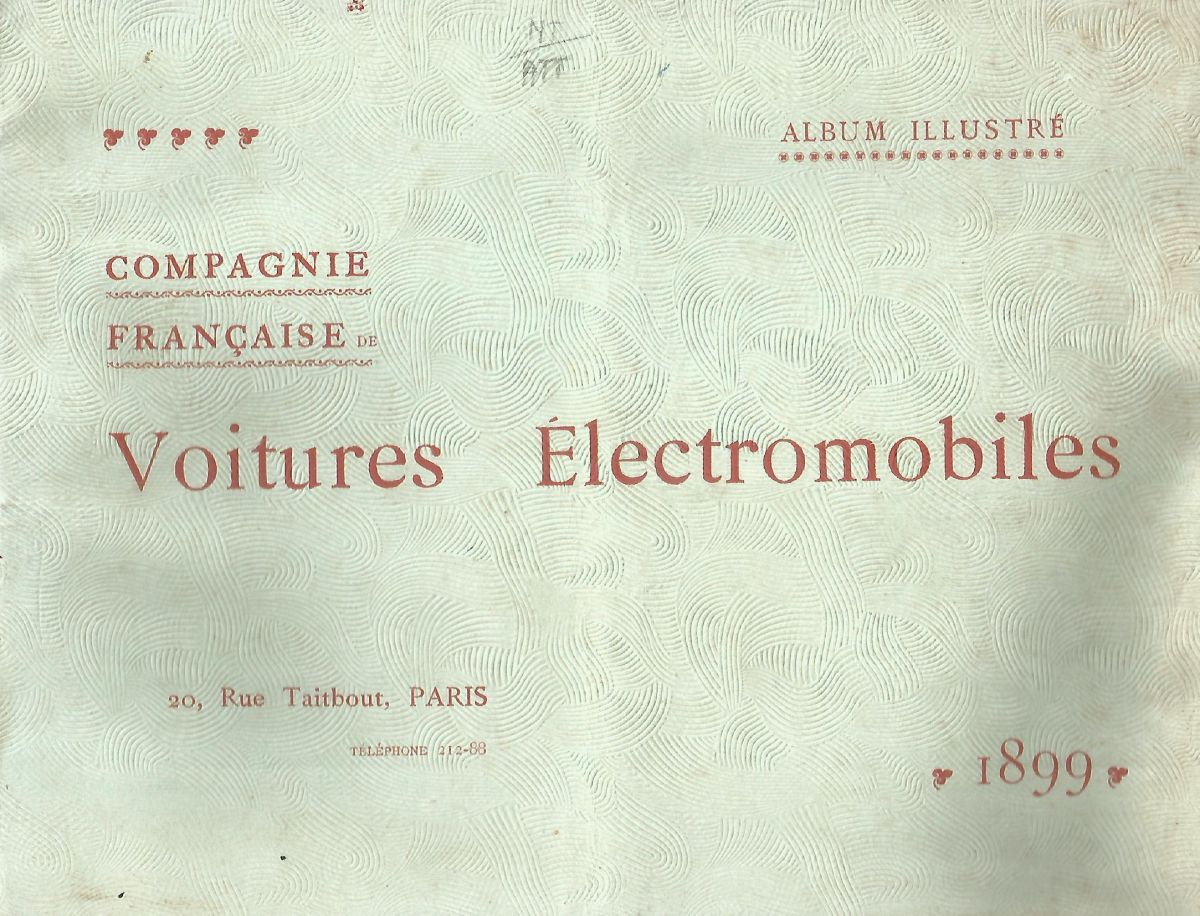 ALBUM ILLUSTRÉ
COMPAGNIE
FRANÇAISE DE
Voitures Électromobiles
20, Rue Taitbout, PARIS
TÉLÉPHONE 212-88
1899